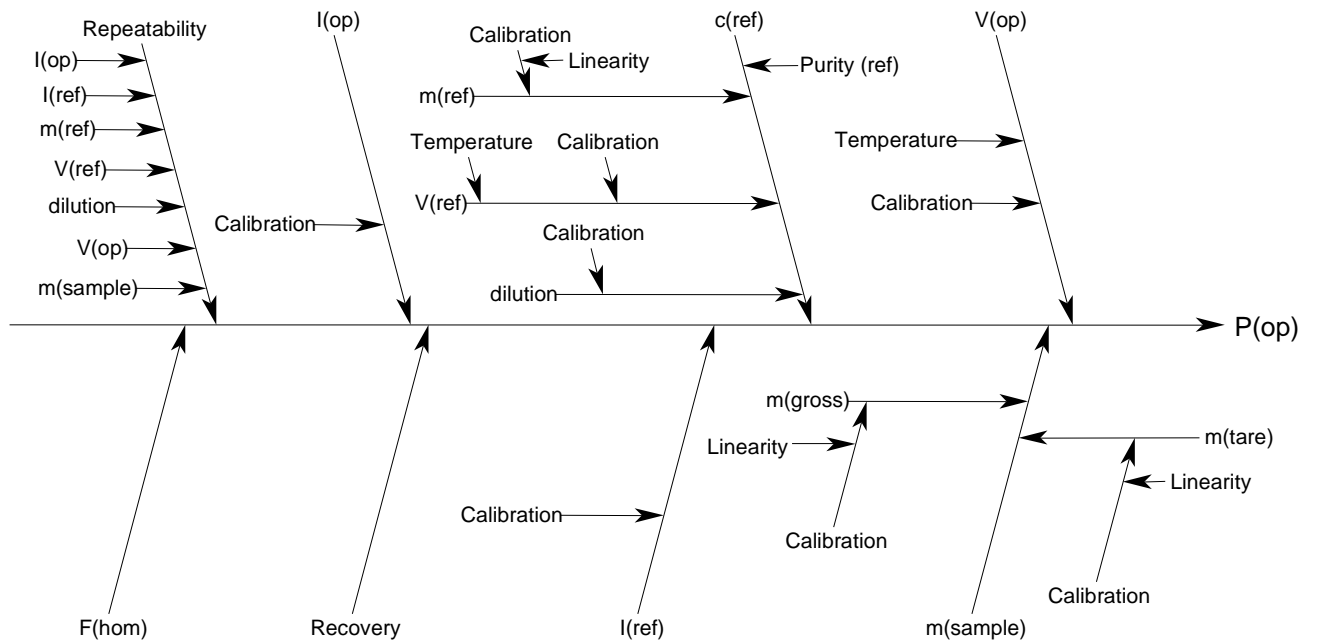 Repeatability
I(op)
I(ref)
m(ref)
V(ref)
dilution
V(op)
m(sample)
I(op)
Calibration
c(ref)
Calibration
Linearity
Purity (ref)
m(ref)
Temperature
Calibration
V(ref)
Calibration
dilution
V(op)
Temperature
Calibration
P(op)
F(hom)
Recovery
Calibration
I(ref)
m(gross)
Linearity
Calibration
m(tare)
Linearity
Calibration
m(sample)